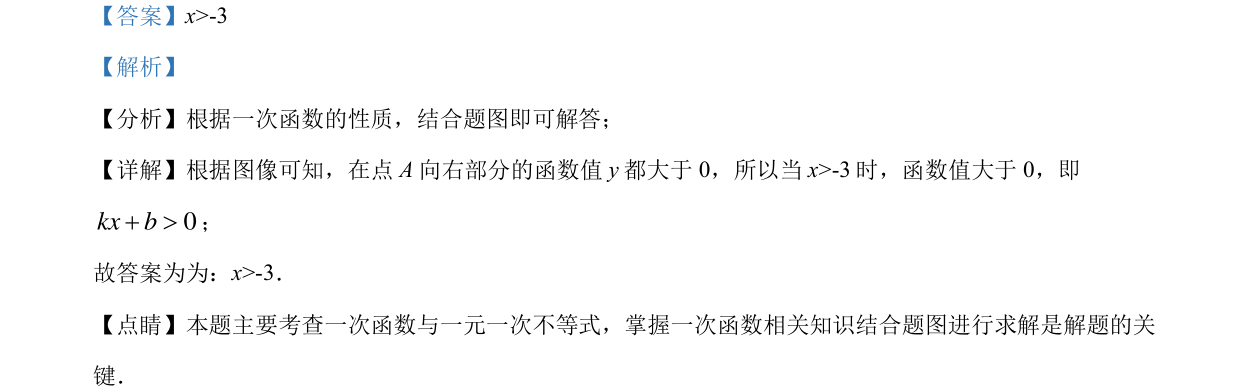 【答案】x>-3
【解析】
【分析】根据一次函数的性质，结合题图即可解答；
【详解】根据图像可知，在点 A 向右部分的函数值 y 都大于 0，所以当 x>-3 时，函数值大于 0，即
kx + b > 0；
故答案为为：x>-3．
【点睛】本题主要考查一次函数与一元一次不等式，掌握一次函数相关知识结合题图进行求解是解题的关
键．